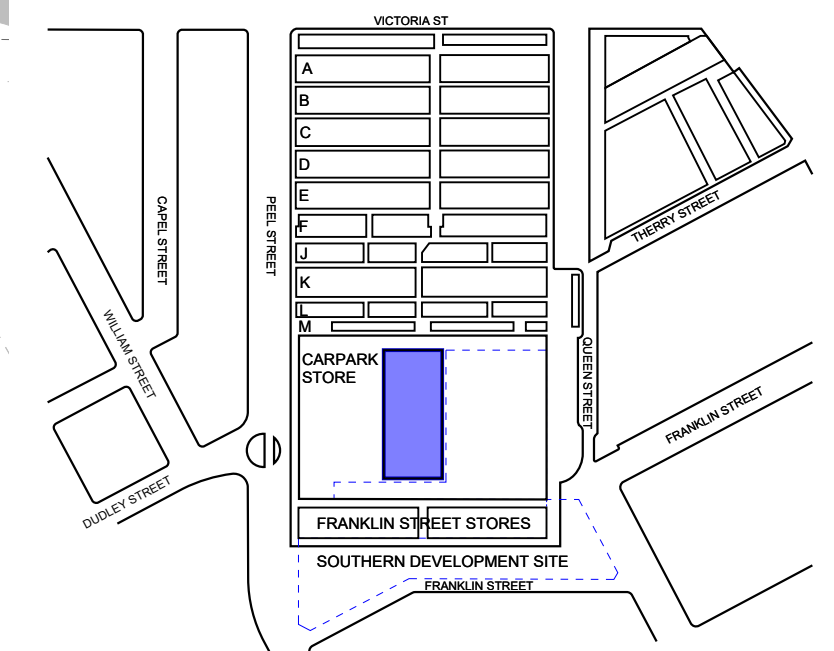 VICTORIA ST
A
B
C
D
E
F
J
K
L
M
CAPEL STREET
PEEL STREET
THERRY STREET
WILLIAM STREET
CARPARK
STORE
QUEEN STREET
FRANKLIN STREET
DUDLEY STREET
FRANKLIN STREET STORES
SOUTHERN DEVELOPMENT SITE
FRANKLIN STREET